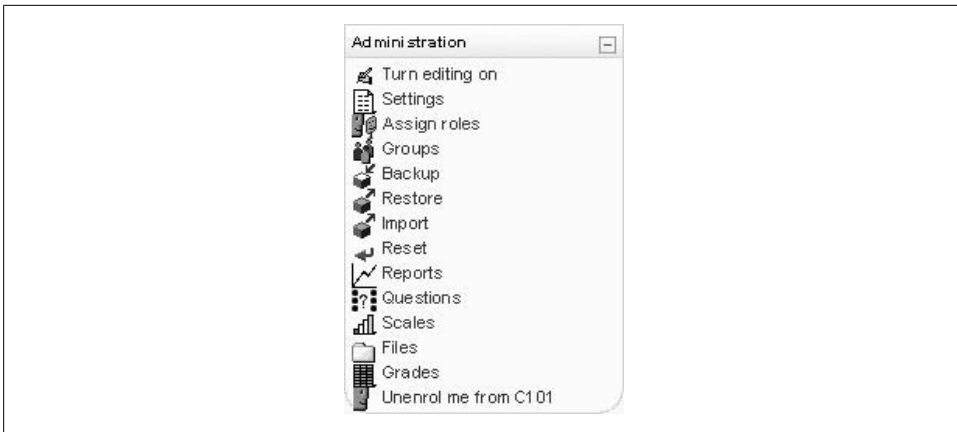 Administration
Turn editing on
Settings
Assign roles
Groups
Backup
Restore
Import
Reset
Reports
Questions
Scales
Files
Grades
Unenrol me from C101